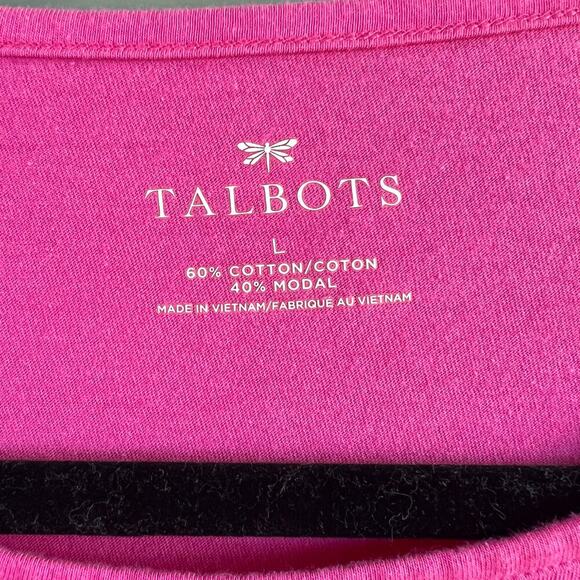 TALBOTS
L
60% COTTON/COTON
40% MODAL
MADE IN VIETNAM/FABRIQUE AU VIETNAM